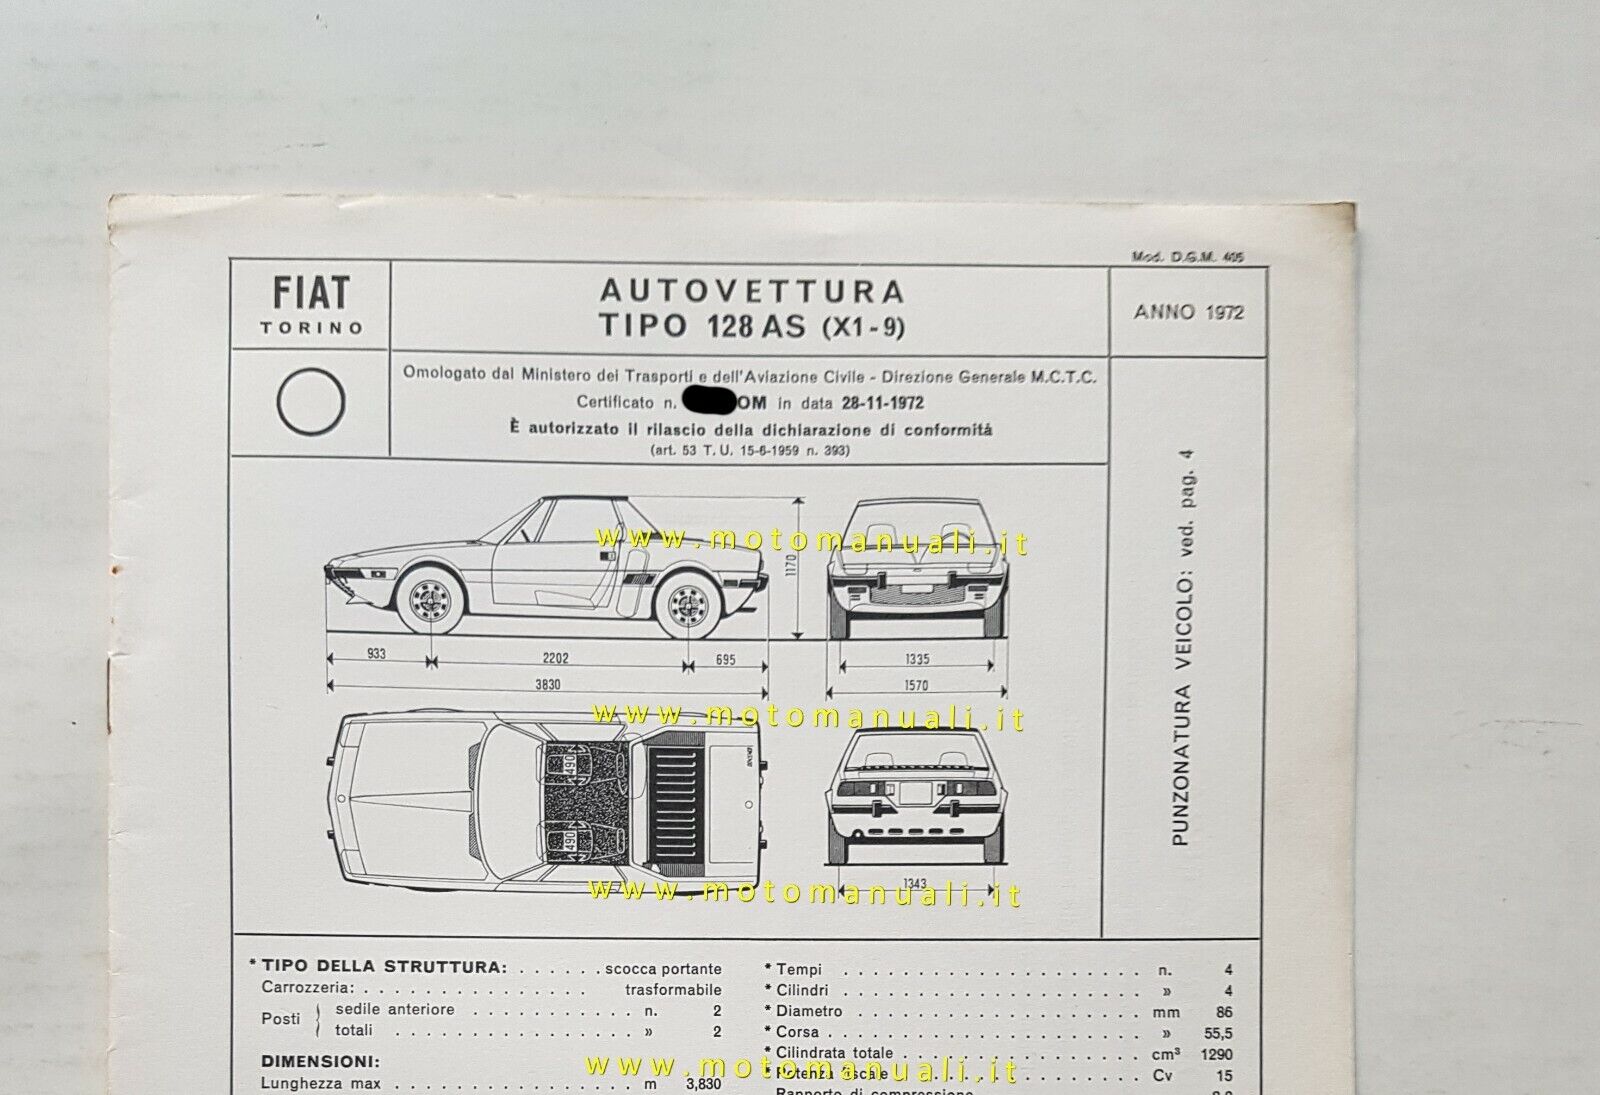 Mod. D.G.M. 405
FIAT
TORINO
AUTOVETTURA
TIPO 128 AS (X1-9)
ANNO 1972
Omologato dal Ministero dei Trasporti e dell'Aviazione Civile - Direzione Generale M.C.T.C.
Certificato n. OM in data 28-11-1972
È autorizzato il rilascio della dichiarazione di conformità
(art. 53 T. U. 15-6-1959 n. 393)
PUNZONATURA VEICOLO: ved. pag. 4
www.motomanuali.it
1170
933 2202 695 1335
3830 1570
www.motomanuali.it
490
490
1343
www.motomanuali.it
* TIPO DELLA STRUTTURA: . . . . . . scocca portante
Carrozzeria: . . . . . . . . . . . . . . . . trasformabile
Posti { sedile anteriore . . . . . . . . . . . . n. 2
totali . . . . . . . . . . . . . . . . . » 2
DIMENSIONI:
Lunghezza max . . . . . . . . . . . . . . . . . . m 3,830
* Tempi . . . . . . . . . . . . . . . . . . . . . n. 4
* Cilindri . . . . . . . . . . . . . . . . . . . . . » 4
* Diametro . . . . . . . . . . . . . . . . . . . . mm 86
* Corsa . . . . . . . . . . . . . . . . . . . . . . » 55,5
* Cilindrata totale . . . . . . . . . . . . . . . . cm³ 1290
* Potenza fiscale . . . . . . . . . . . . . . . . Cv 15
Rapporto di compressione
www.motomanuali.it